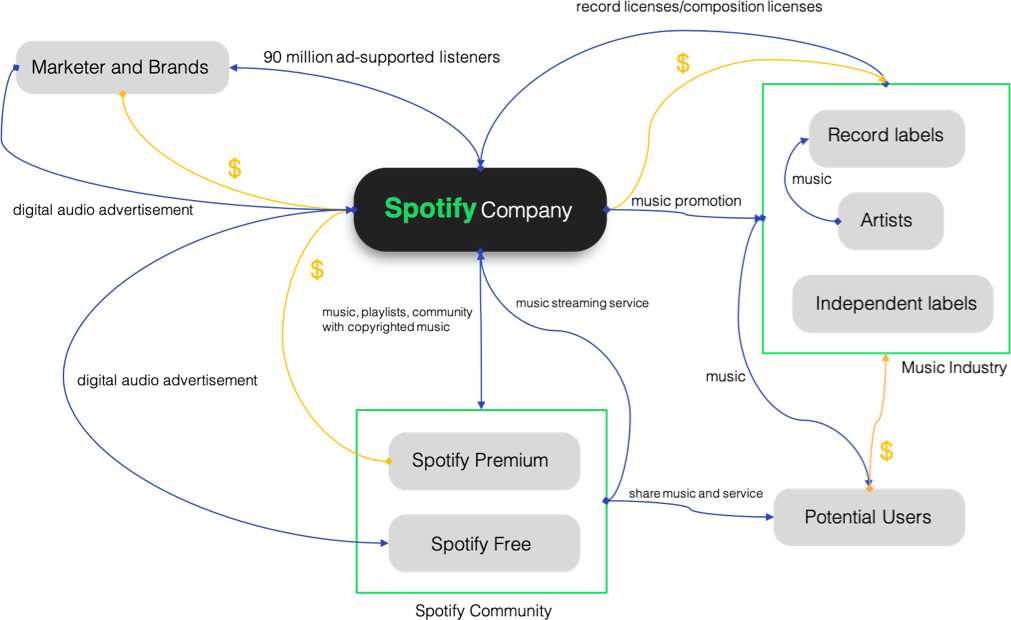 record licenses/composition licenses
90 million ad-supported listeners
Marketer and Brands
$
Record labels
$
music
digital audio advertisement
Spotify Company
music promotion
Artists
$
music, playlists, community
with copyrighted music
music streaming service
Independent labels
digital audio advertisement
music
Music Industry
$
Spotify Premium
share music and service
Potential Users
Spotify Free
Spotify Community